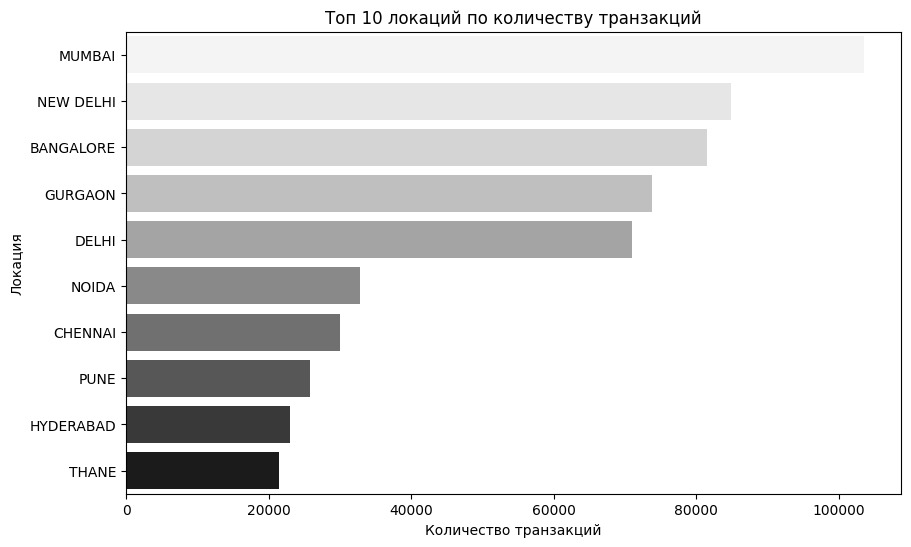 Топ 10 локаций по количеству транзакций
MUMBAI
NEW DELHI
BANGALORE
GURGAON
DELHI
NOIDA
CHENNAI
PUNE
HYDERABAD
THANE
Локация
0 20000 40000 60000 80000 100000
Количество транзакций